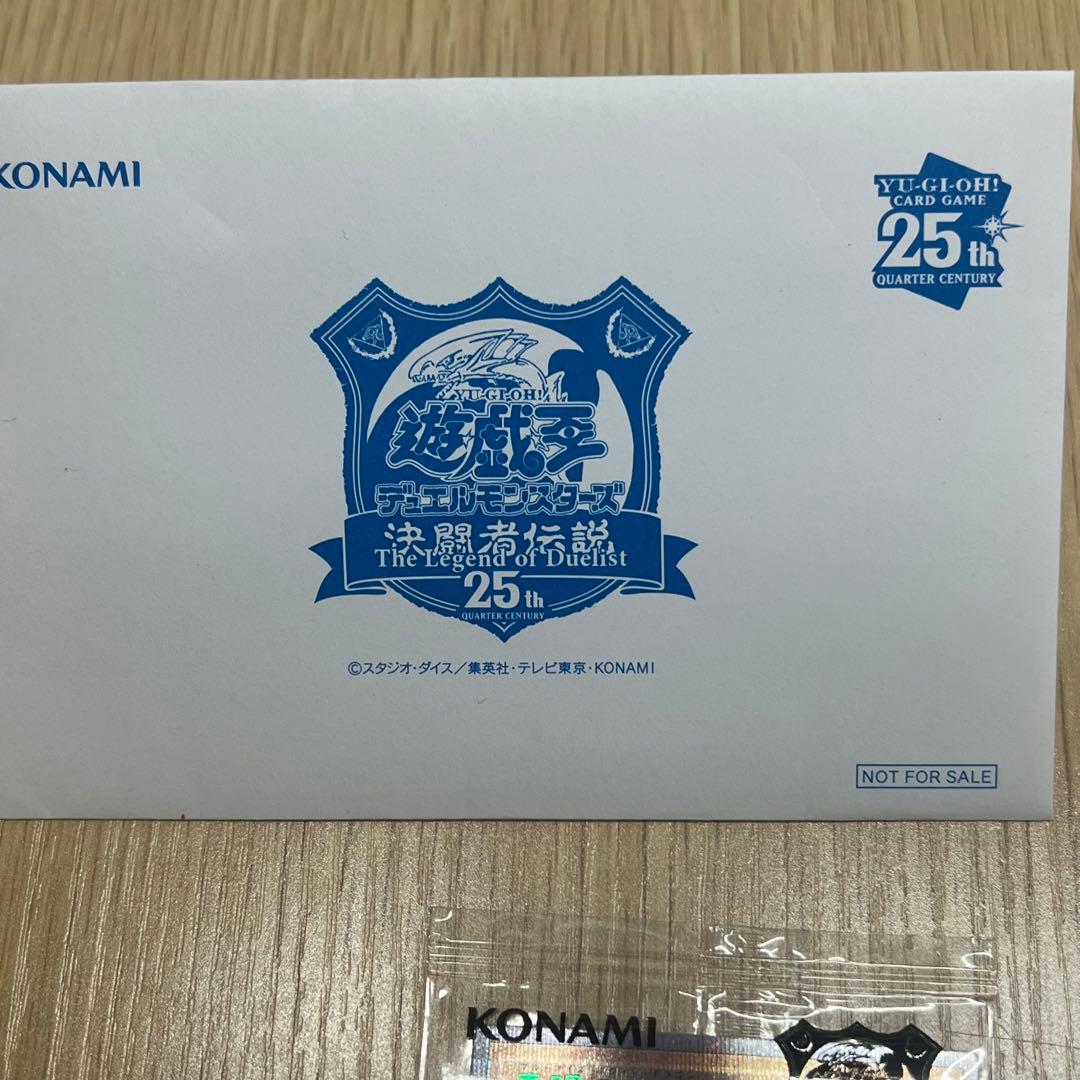 KONAMI
YU-GI-OH!
CARD GAME
25th
QUARTER CENTURY
YU-GI-OH!
遊戯王
デュエルモンスターズ
決闘者伝説
The Legend of Duelist
25th
QUARTER CENTURY
©スタジオ・ダイス／集英社・テレビ東京・KONAMI
NOT FOR SALE
KONAMI